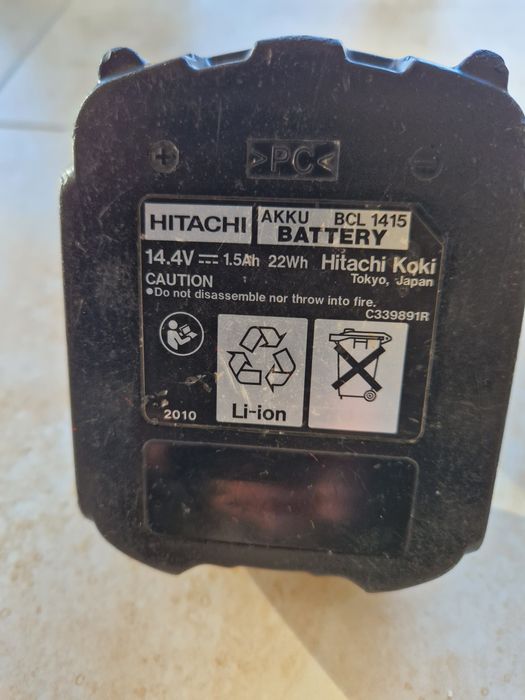 + >PC< −
HITACHI AKKU BCL 1415
BATTERY
14.4V ⎓ 1.5Ah 22Wh Hitachi Koki
Tokyo, Japan
CAUTION
●Do not disassemble nor throw into fire.
C339891R
Li-ion
2010